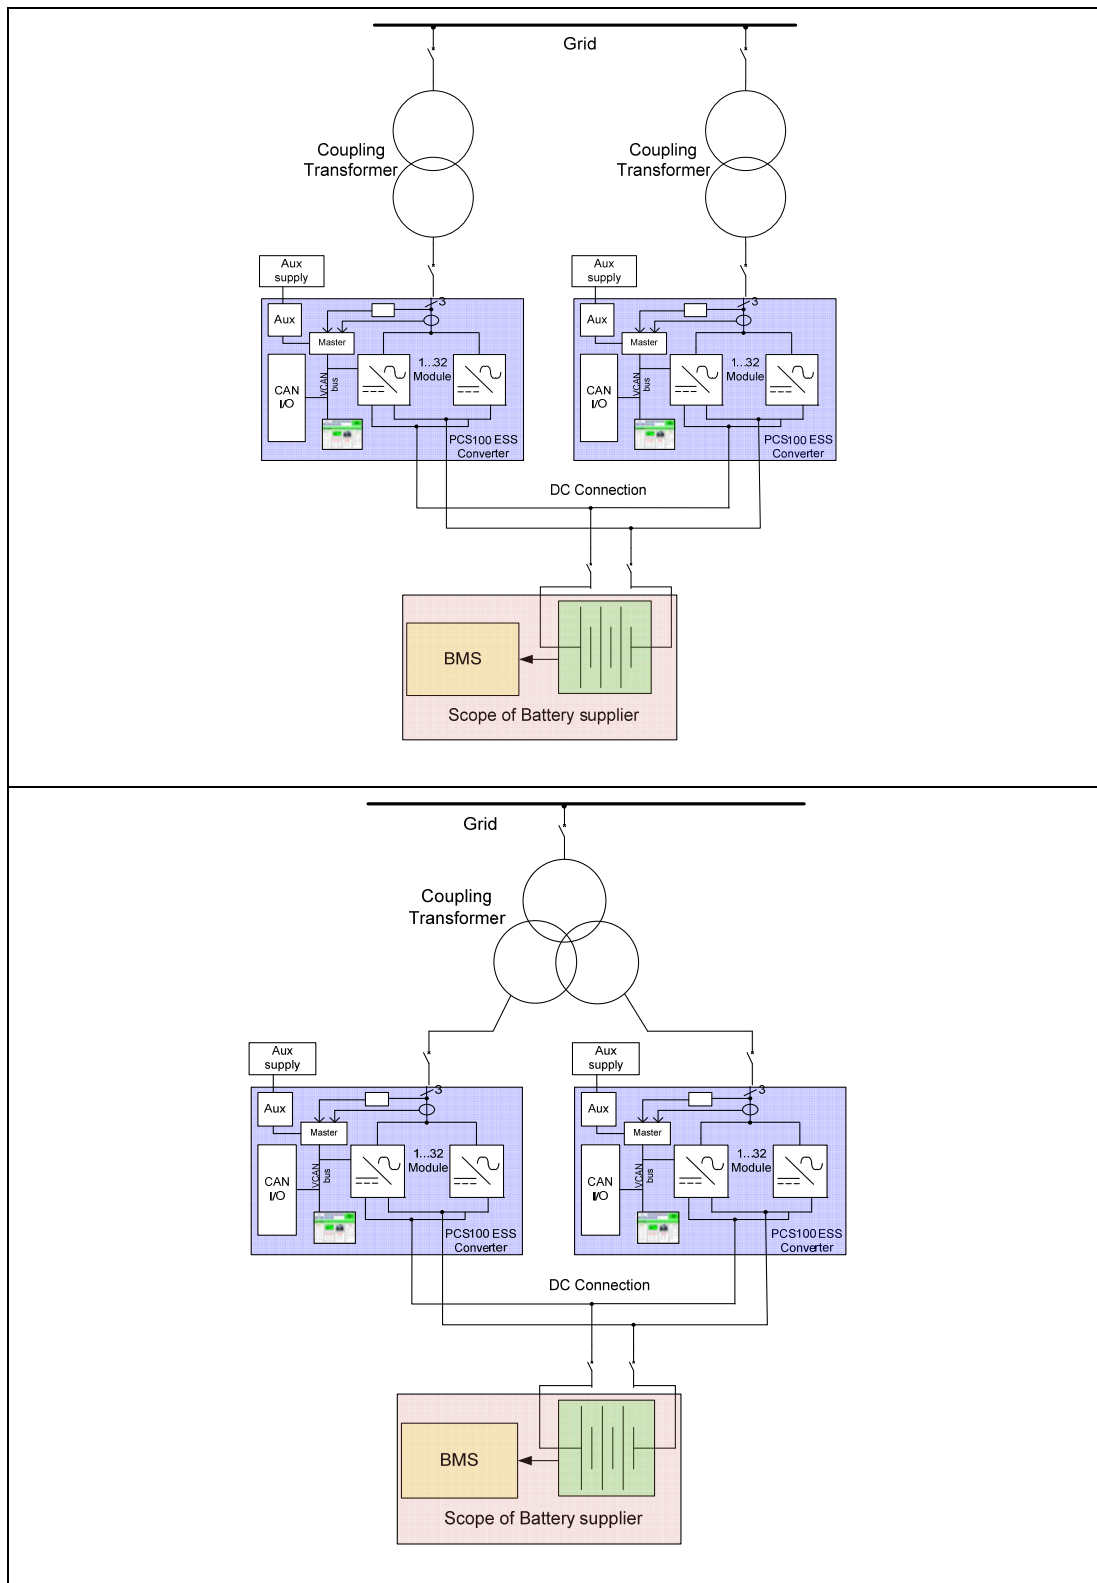 Grid
Coupling
Transformer
Coupling
Transformer
Aux
supply
Aux
supply
3
Aux
Master
CAN
I/O
VCAN
bus
1...32
Module
PCS100 ESS
Converter
3
Aux
Master
CAN
I/O
VCAN
bus
1...32
Module
PCS100 ESS
Converter
DC Connection
BMS
Scope of Battery supplier
Grid
Coupling
Transformer
Aux
supply
Aux
supply
3
Aux
Master
CAN
I/O
VCAN
bus
1...32
Module
PCS100 ESS
Converter
3
Aux
Master
CAN
I/O
VCAN
bus
1...32
Module
PCS100 ESS
Converter
DC Connection
BMS
Scope of Battery supplier